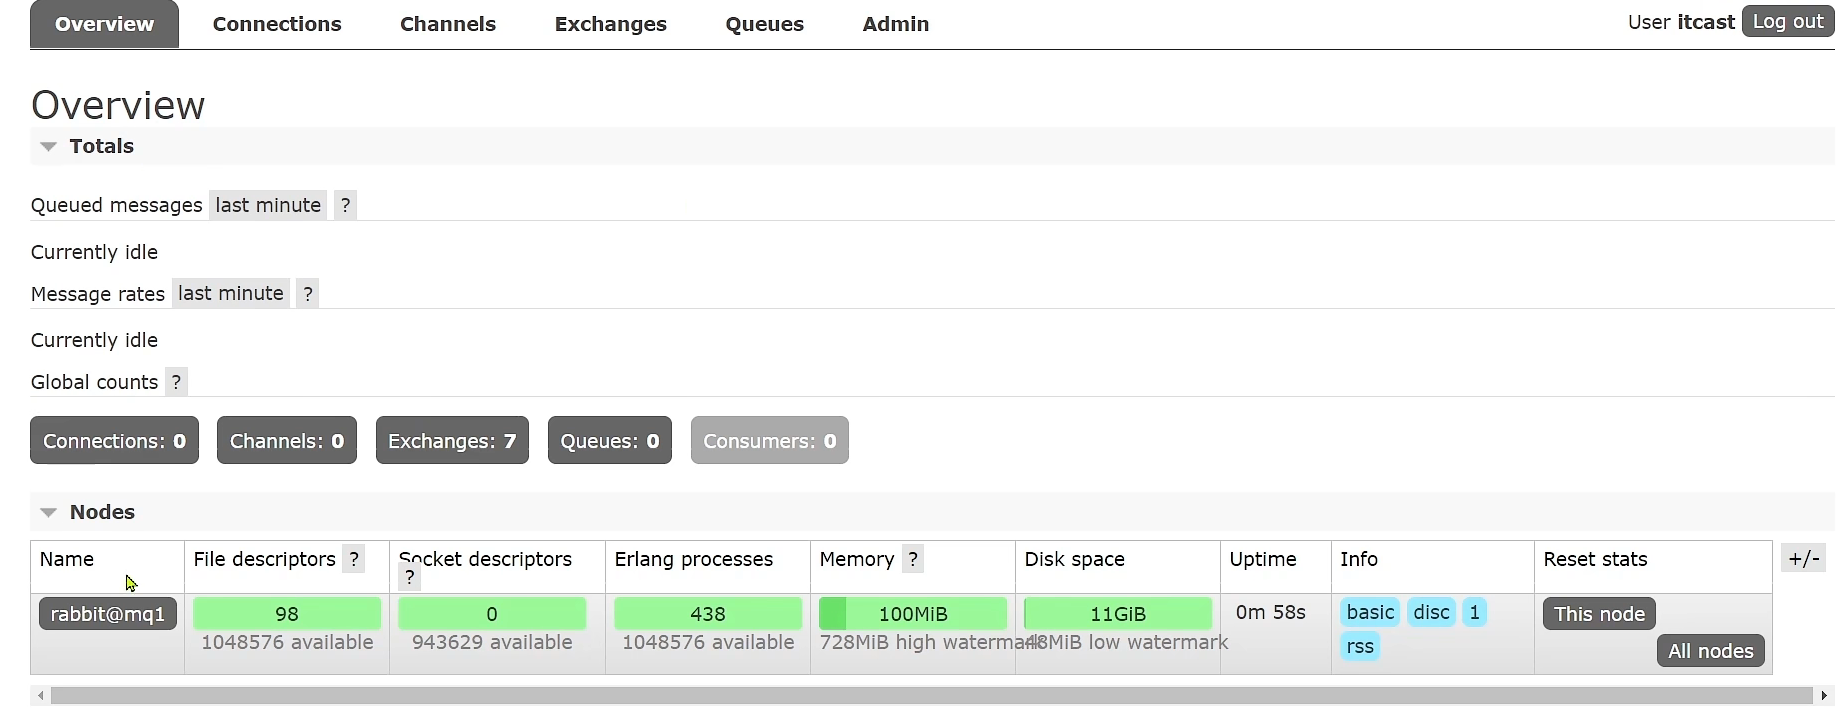 Overview Connections Channels Exchanges Queues Admin User itcast Log out
Overview
Totals
Queued messages last minute ?
Currently idle
Message rates last minute ?
Currently idle
Global counts ?
Connections: 0 Channels: 0 Exchanges: 7 Queues: 0 Consumers: 0
Nodes
Name File descriptors ? Socket descriptors ? Erlang processes Memory ? Disk space Uptime Info Reset stats +/-
rabbit@mq1 98 0 438 100MiB 11GiB 0m 58s basic disc 1 This node
1048576 available 943629 available 1048576 available 728MiB high watermark 48MiB low watermark rss All nodes